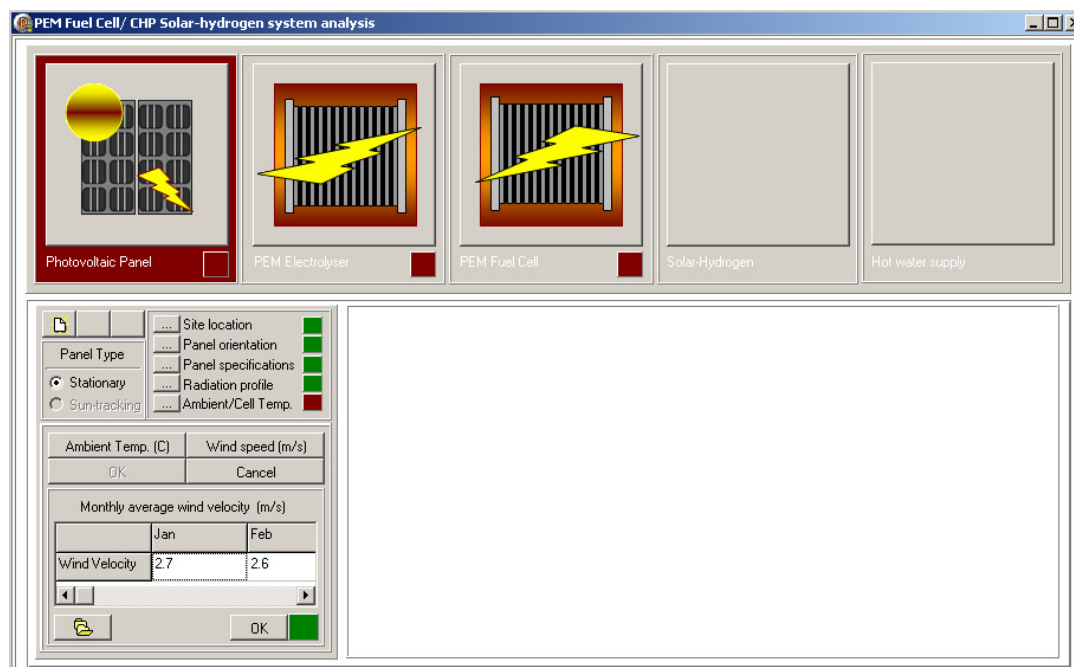 PEM Fuel Cell/ CHP Solar-hydrogen system analysis
Photovoltaic Panel
PEM Electrolyser
PEM Fuel Cell
Solar-Hydrogen
Hot water supply
Panel Type
Stationary
Sun-tracking
... Site location
... Panel orientation
... Panel specifications
... Radiation profile
... Ambient/Cell Temp.
Ambient Temp. (C)
Wind speed (m/s)
OK
Cancel
Monthly average wind velocity (m/s)
Jan Feb
Wind Velocity 2.7 2.6
OK